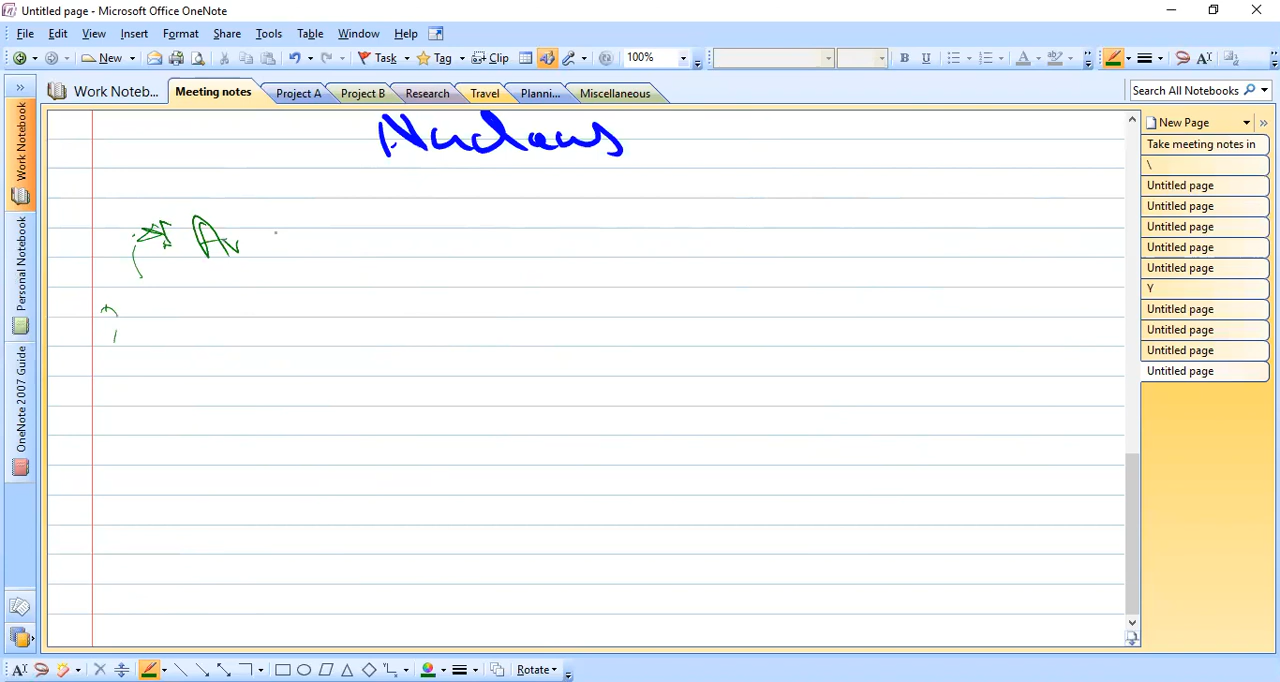 Untitled page - Microsoft Office OneNote
File Edit View Insert Format Share Tools Table Window Help
New Task Tag Clip 100% B U A
Work Noteb... Meeting notes Project A Project B Research Travel Planni... Miscellaneous Search All Notebooks
New Page
Take meeting notes in
\
Untitled page
Untitled page
Untitled page
Untitled page
Untitled page
Y
Untitled page
Untitled page
Untitled page
Untitled page
Work Notebook
Personal Notebook
OneNote 2007 Guide
Nucleus
Rotate